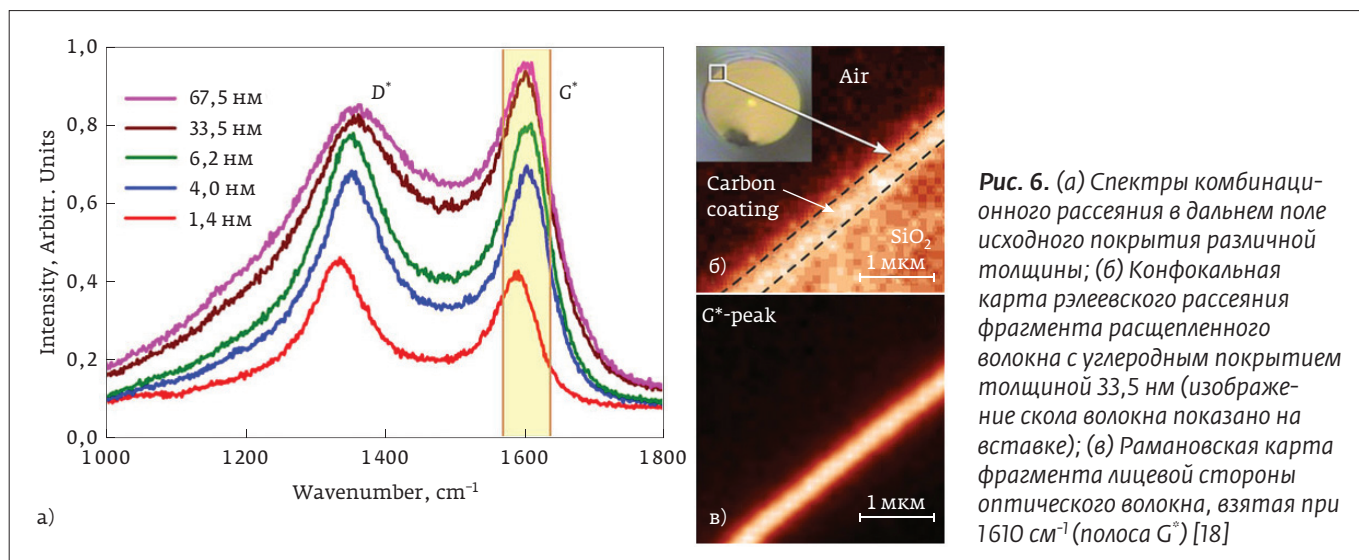 1,0
0,8
0,6
0,4
0,2
0,0
Intensity, Arbitr. Units
67,5 нм
33,5 нм
6,2 нм
4,0 нм
1,4 нм
D*
G*
1000
1200
1400
1600
1800
Wavenumber, cm⁻¹
а)
Air
Carbon
coating
SiO₂
1 мкм
б)
G*-peak
1 мкм
в)
Рис. 6. (а) Спектры комбинаци-
онного рассеяния в дальнем поле
исходного покрытия различной
толщины; (б) Конфокальная
карта рэлеевского рассеяния
фрагмента расщепленного
волокна с углеродным покрытием
толщиной 33,5 нм (изображе-
ние скола волокна показано на
вставке); (в) Рамановская карта
фрагмента лицевой стороны
оптического волокна, взятая при
1610 см⁻¹ (полоса G*) [18]